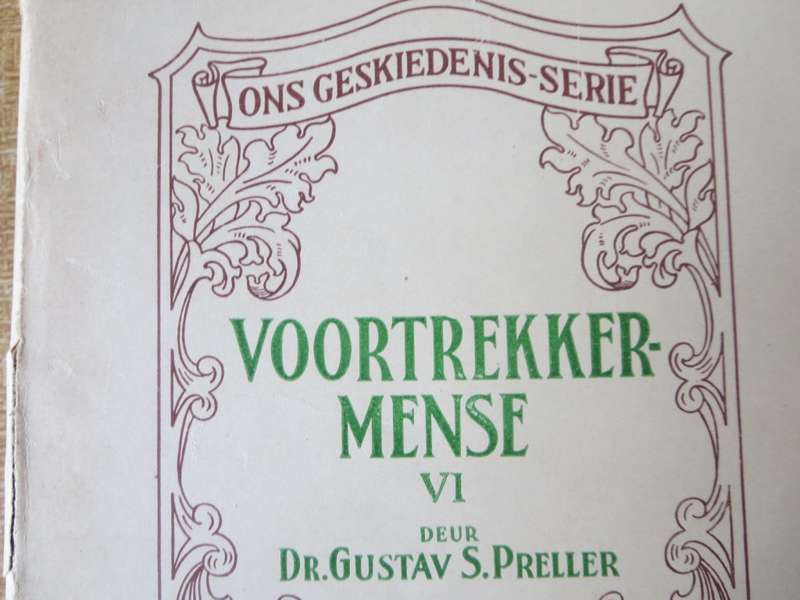 ONS GESKIEDENIS-SERIE
VOORTREKKER-
MENSE
VI
DEUR
DR. GUSTAV S. PRELLER